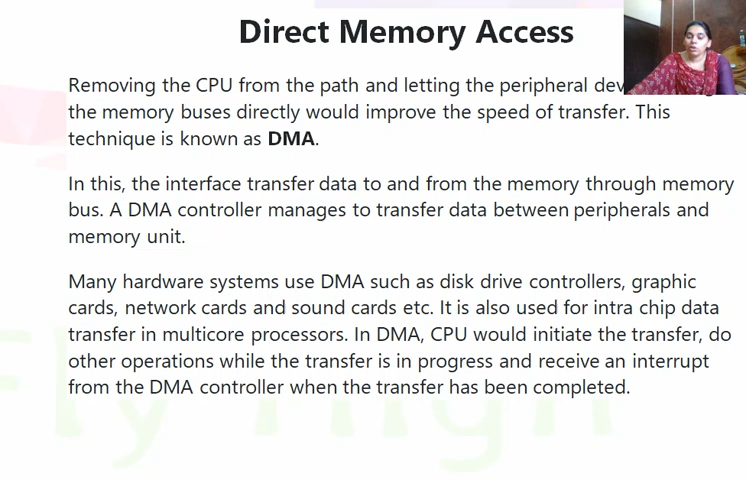 Direct Memory Access
Removing the CPU from the path and letting the peripheral
the memory buses directly would improve the speed of transfer. This
technique is known as DMA.
In this, the interface transfer data to and from the memory through memory
bus. A DMA controller manages to transfer data between peripherals and
memory unit.
Many hardware systems use DMA such as disk drive controllers, graphic
cards, network cards and sound cards etc. It is also used for intra chip data
transfer in multicore processors. In DMA, CPU would initiate the transfer, do
other operations while the transfer is in progress and receive an interrupt
from the DMA controller when the transfer has been completed.
Fly High